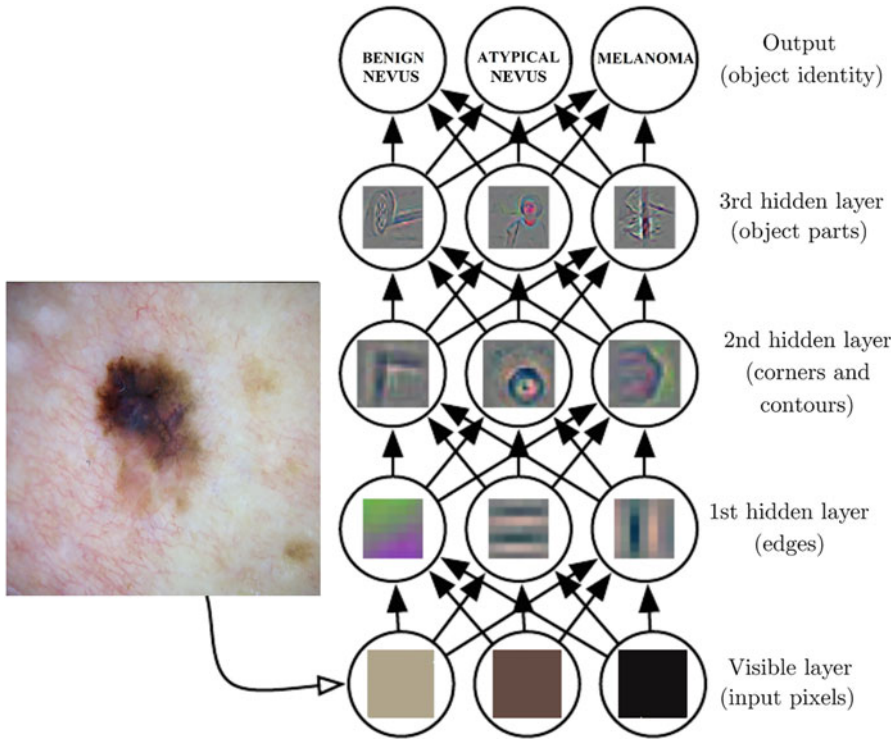 BENIGN
NEVUS
ATYPICAL
NEVUS
MELANOMA
Output
(object identity)
3rd hidden layer
(object parts)
2nd hidden layer
(corners and
contours)
1st hidden layer
(edges)
Visible layer
(input pixels)